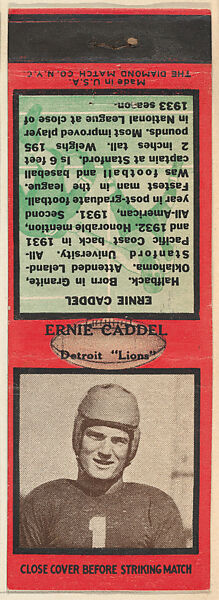 ERNIE CADDEL
Halfback. Born in Granite,
Oklahoma. Attended Leland-
Stanford University. All-
Pacific Coast back in 1931
and 1932. Honorable mention,
All-American, 1931. Second
year in post-graduate football.
Fastest man in the league.
Was football and baseball
captain at Stanford. Is 6 feet
2 inches tall. Weighs 195
pounds. Most improved player
in National League at close of
1933 season.
THE DIAMOND MATCH CO. N.Y.C.
Made in U.S.A.
ERNIE CADDEL
Detroit "Lions"
1
CLOSE COVER BEFORE STRIKING MATCH